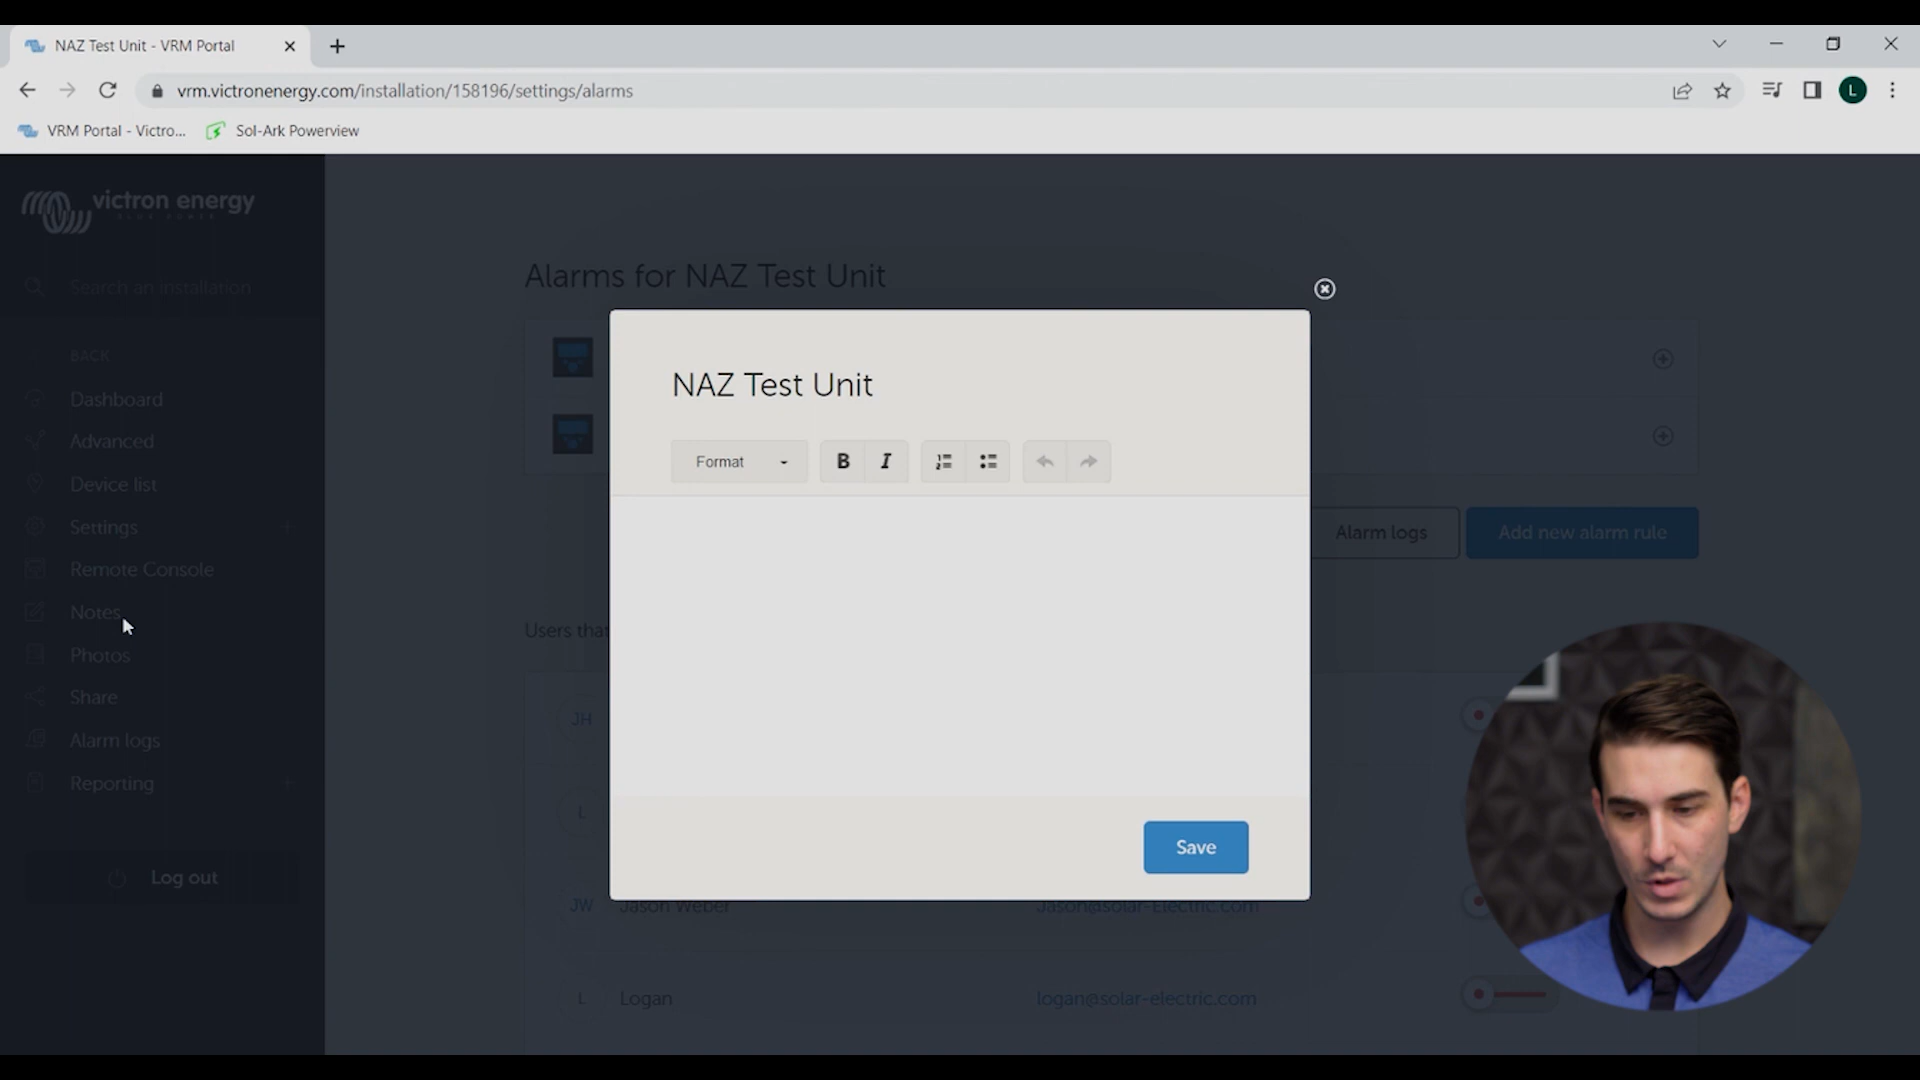 NAZ Test Unit - VRM Portal
vrm.victronenergy.com/installation/158196/settings/alarms
L
VRM Portal - Victro...
Sol-Ark Powerview
victron energy
BLUE POWER
Search an installation
BACK
Dashboard
Advanced
Device list
Settings
Remote Console
Notes
Photos
Share
Alarm logs
Reporting
Log out
Alarms for NAZ Test Unit
NAZ Test Unit
Format
B I
Save
Alarm logs
Add new alarm rule
Users that
JH
L
JW Jason Weber Jason@solar-Electric.com
L Logan logan@solar-electric.com